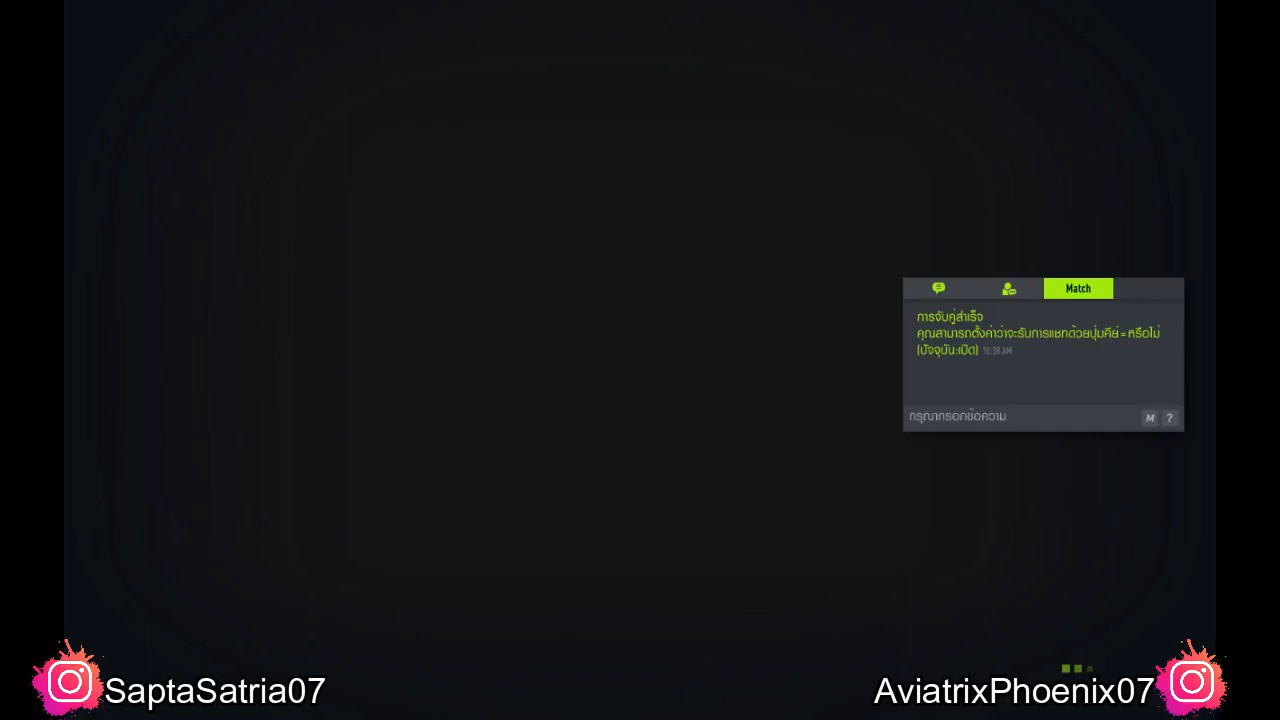 Match
การจับคู่สำเร็จ
คุณสามารถตั้งค่าว่าจะรับการแชทด้วยปุ่มคีย์ = หรือไม่
(ปัจจุบัน:เปิด) 10:38 AM
กรุณากรอกข้อความ
M ?
SaptaSatria07
AviatrixPhoenix07